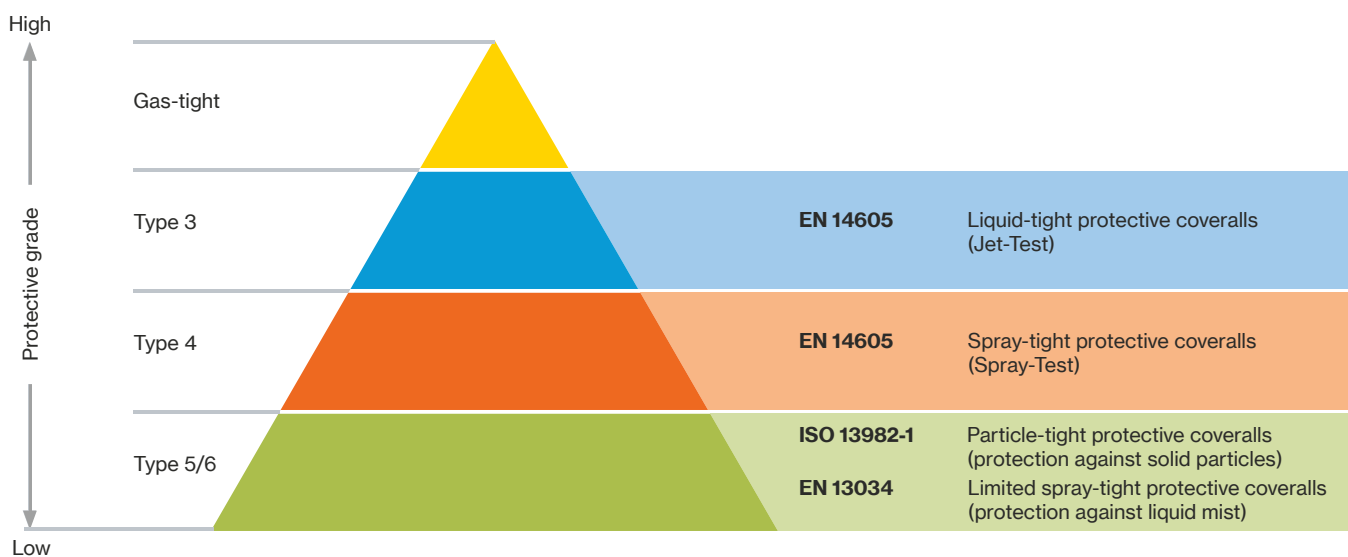 High
Protective grade
Gas-tight
Type 3
EN 14605
Liquid-tight protective coveralls
(Jet-Test)
Type 4
EN 14605
Spray-tight protective coveralls
(Spray-Test)
Type 5/6
ISO 13982-1
Particle-tight protective coveralls
(protection against solid particles)
EN 13034
Limited spray-tight protective coveralls
(protection against liquid mist)
Low